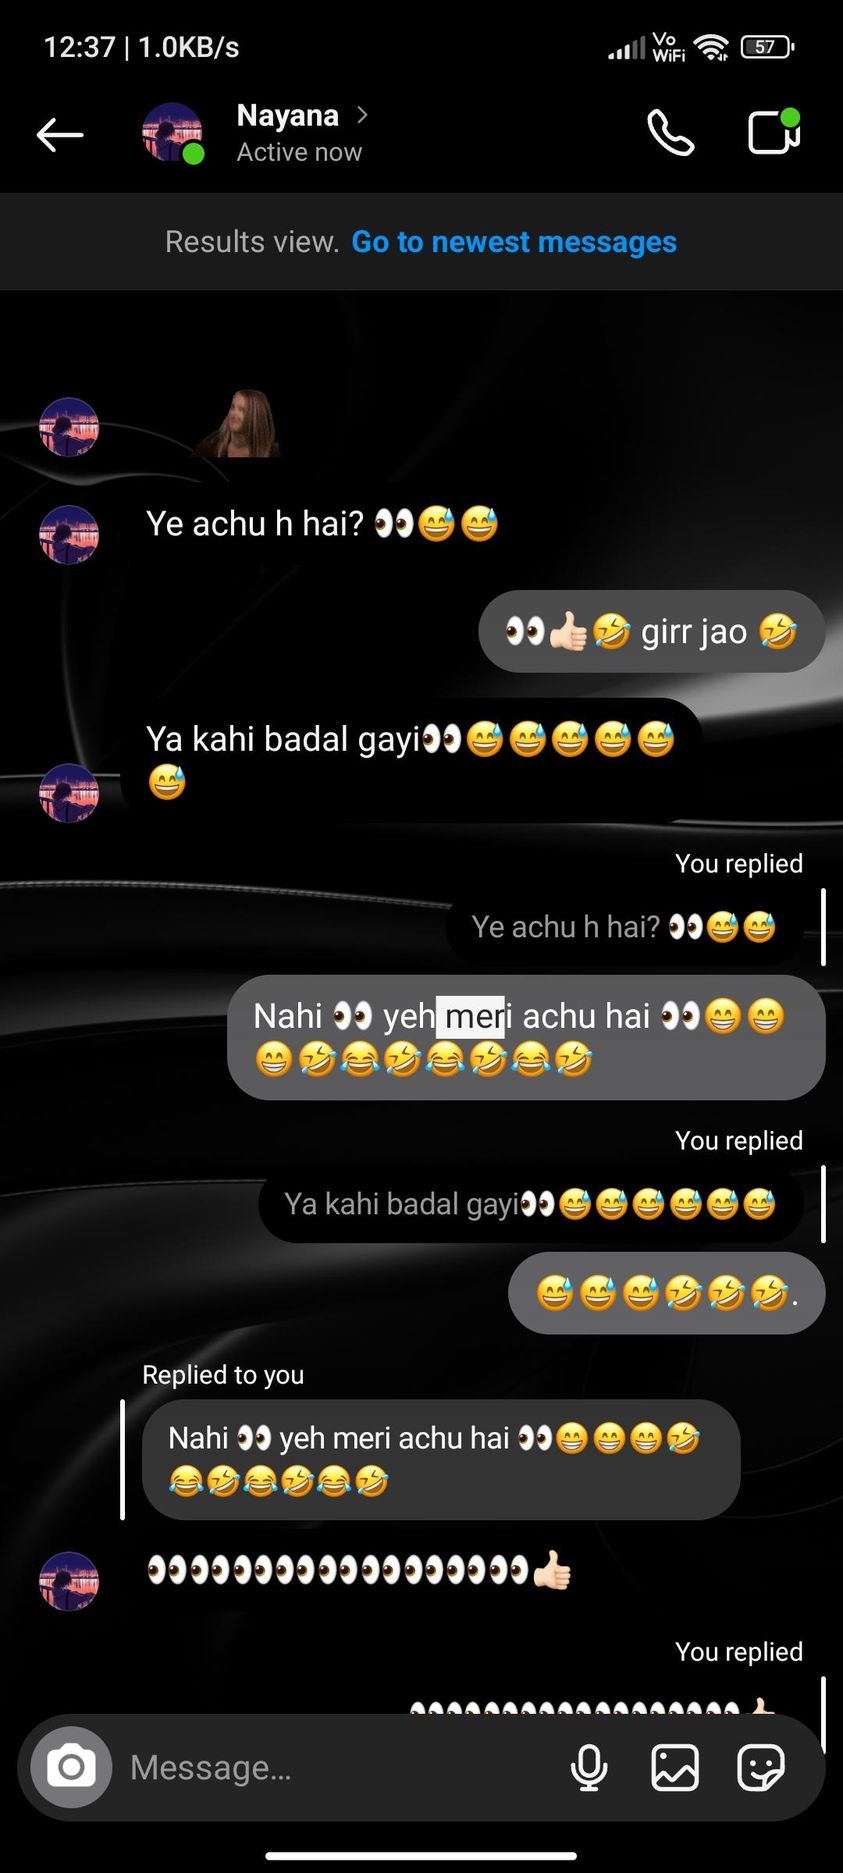 12:37 | 1.0KB/s Vo WiFi 57
Nayana
Active now
Results view. Go to newest messages
Ye achu h hai? 👀😅😅
👀👍🏻🤣 girr jao 🤣
Ya kahi badal gayi👀😅😅😅😅😅
😅
You replied
Ye achu h hai? 👀😅😅
Nahi 👀 yeh meri achu hai 👀😁😁
😁🤣😂🤣😂🤣😂🤣
You replied
Ya kahi badal gayi👀😅😅😅😅😅😅
😅😅😅🤣🤣🤣.
Replied to you
Nahi 👀 yeh meri achu hai 👀😁😁😁🤣
😂🤣😂🤣😂🤣
👀👀👀👀👀👀👀👀👀👍🏻
You replied
👀👀👀👀👀👀👀👀👀👍🏻
Message...